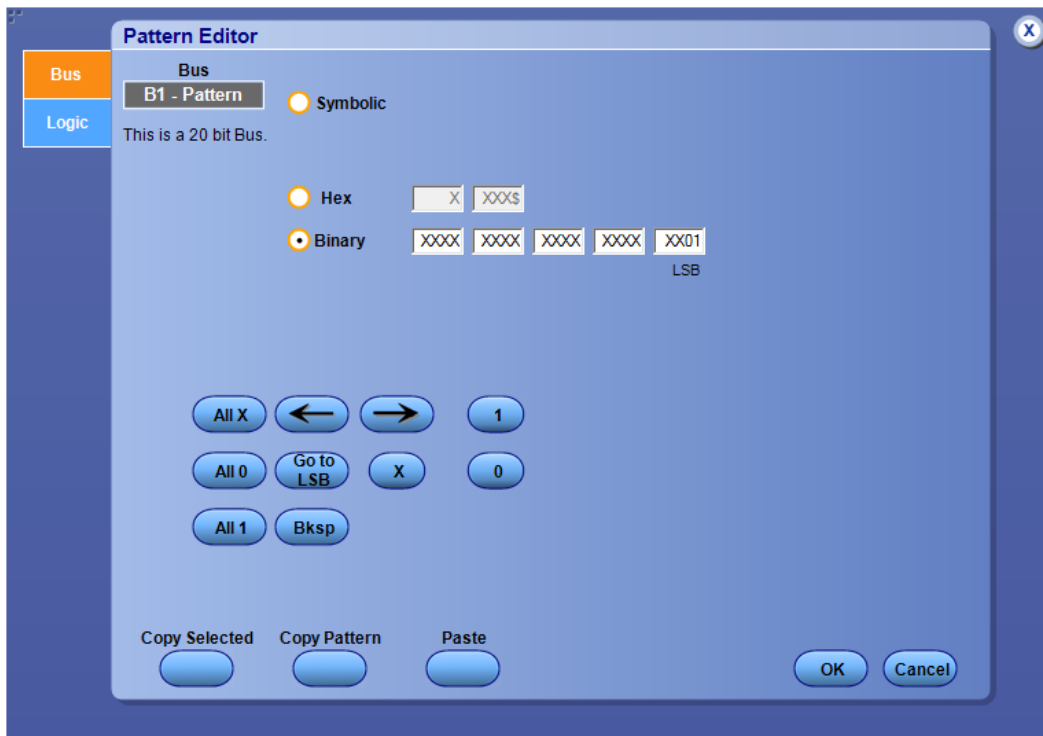 Pattern Editor
X
Bus
Logic
Bus
B1 - Pattern
This is a 20 bit Bus.
Symbolic
Hex X XXX$
Binary XXXX XXXX XXXX XXXX XX01
LSB
All X 1
All 0 Go to LSB X 0
All 1 Bksp
Copy Selected Copy Pattern Paste
OK Cancel